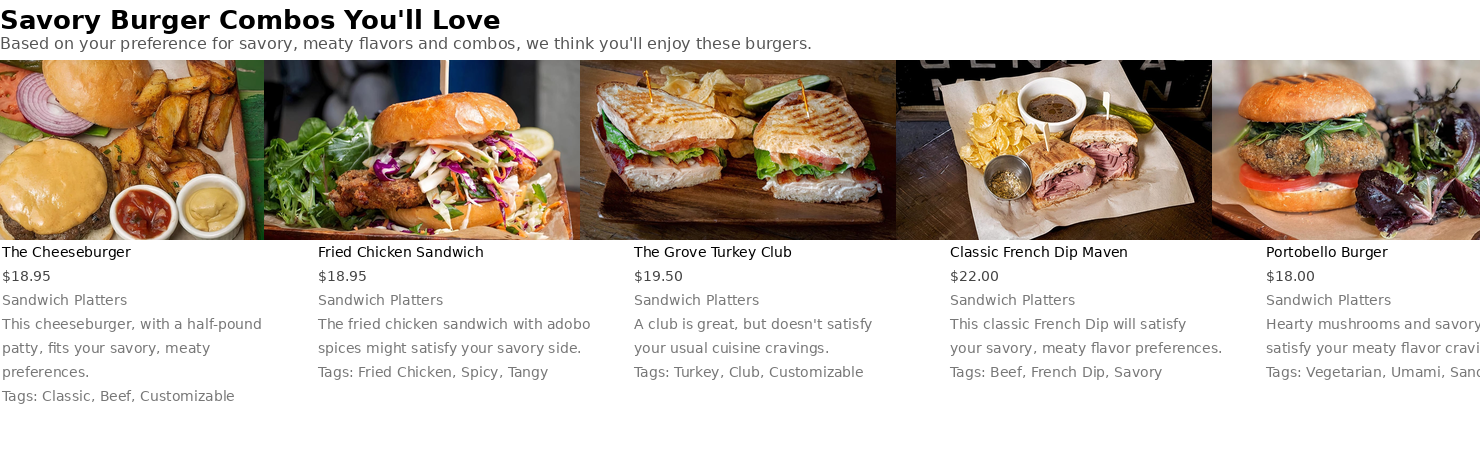 Savory Burger Combos You'll Love
Based on your preference for savory, meaty flavors and combos, we think you'll enjoy these burgers.
The Cheeseburger
$18.95
Sandwich Platters
This cheeseburger, with a half-pound
patty, fits your savory, meaty
preferences.
Tags: Classic, Beef, Customizable
Fried Chicken Sandwich
$18.95
Sandwich Platters
The fried chicken sandwich with adobo
spices might satisfy your savory side.
Tags: Fried Chicken, Spicy, Tangy
The Grove Turkey Club
$19.50
Sandwich Platters
A club is great, but doesn't satisfy
your usual cuisine cravings.
Tags: Turkey, Club, Customizable
Classic French Dip Maven
$22.00
Sandwich Platters
This classic French Dip will satisfy
your savory, meaty flavor preferences.
Tags: Beef, French Dip, Savory
Portobello Burger
$18.00
Sandwich Platters
Hearty mushrooms and savory
satisfy your meaty flavor
Tags: Vegetarian, Umami,